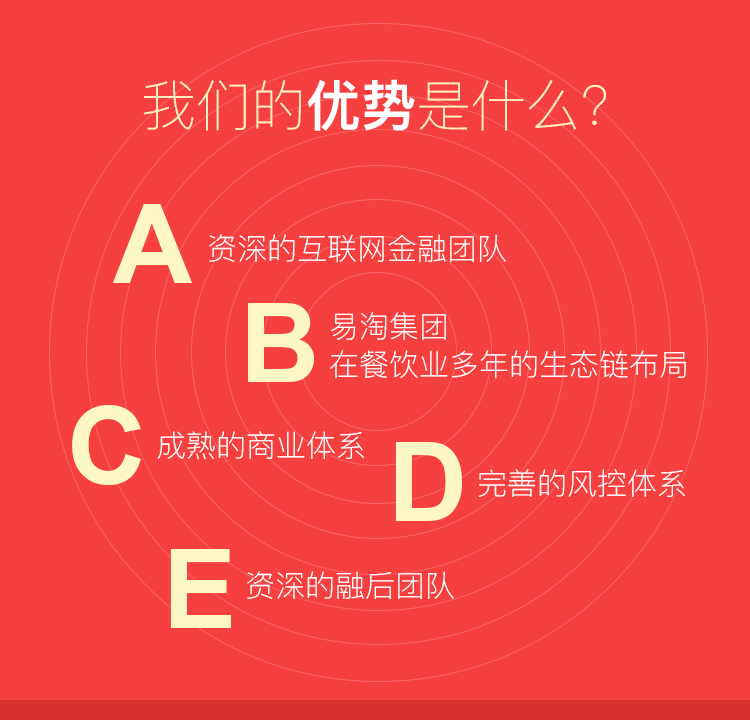 我们的优势是什么?
A
资深的互联网金融团队
B
易淘集团
在餐饮业多年的生态链布局
C
成熟的商业体系
D
完善的风控体系
E
资深的融后团队